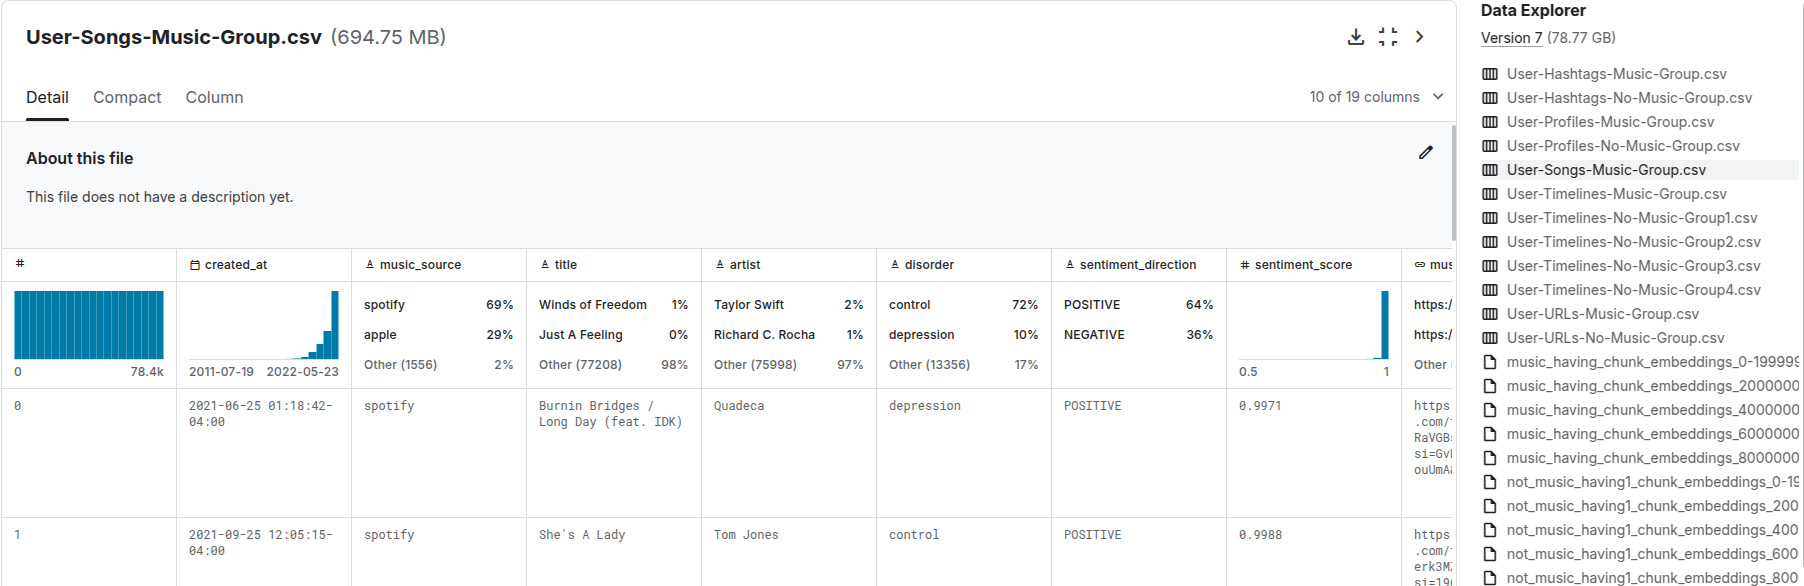 User-Songs-Music-Group.csv (694.75 MB)
Detail Compact Column 10 of 19 columns
About this file
This file does not have a description yet.
# created_at music_source title artist disorder sentiment_direction # sentiment_score mus
spotify 69% Winds of Freedom 1% Taylor Swift 2% control 72% POSITIVE 64% https:/
apple 29% Just A Feeling 0% Richard C. Rocha 1% depression 10% NEGATIVE 36% https:/
Other (1556) 2% Other (77208) 98% Other (75998) 97% Other (13356) 17% Other
0 78.4k 2011-07-19 2022-05-23 0.5 1
0 2021-06-25 01:18:42- spotify Burnin Bridges / Quadeca depression POSITIVE 0.9971 https
04:00 Long Day (feat. IDK) .com/
RaVGB
si=Gv
ouUmA
1 2021-09-25 12:05:15- spotify She's A Lady Tom Jones control POSITIVE 0.9988 https
04:00 .com/
erk3M
si=19
Data Explorer
Version 7 (78.77 GB)
User-Hashtags-Music-Group.csv
User-Hashtags-No-Music-Group.csv
User-Profiles-Music-Group.csv
User-Profiles-No-Music-Group.csv
User-Songs-Music-Group.csv
User-Timelines-Music-Group.csv
User-Timelines-No-Music-Group1.csv
User-Timelines-No-Music-Group2.csv
User-Timelines-No-Music-Group3.csv
User-Timelines-No-Music-Group4.csv
User-URLs-Music-Group.csv
User-URLs-No-Music-Group.csv
music_having_chunk_embeddings_0-199999
music_having_chunk_embeddings_2000000
music_having_chunk_embeddings_4000000
music_having_chunk_embeddings_6000000
music_having_chunk_embeddings_8000000
not_music_having1_chunk_embeddings_0-19
not_music_having1_chunk_embeddings_200
not_music_having1_chunk_embeddings_400
not_music_having1_chunk_embeddings_600
not_music_having1_chunk_embeddings_800